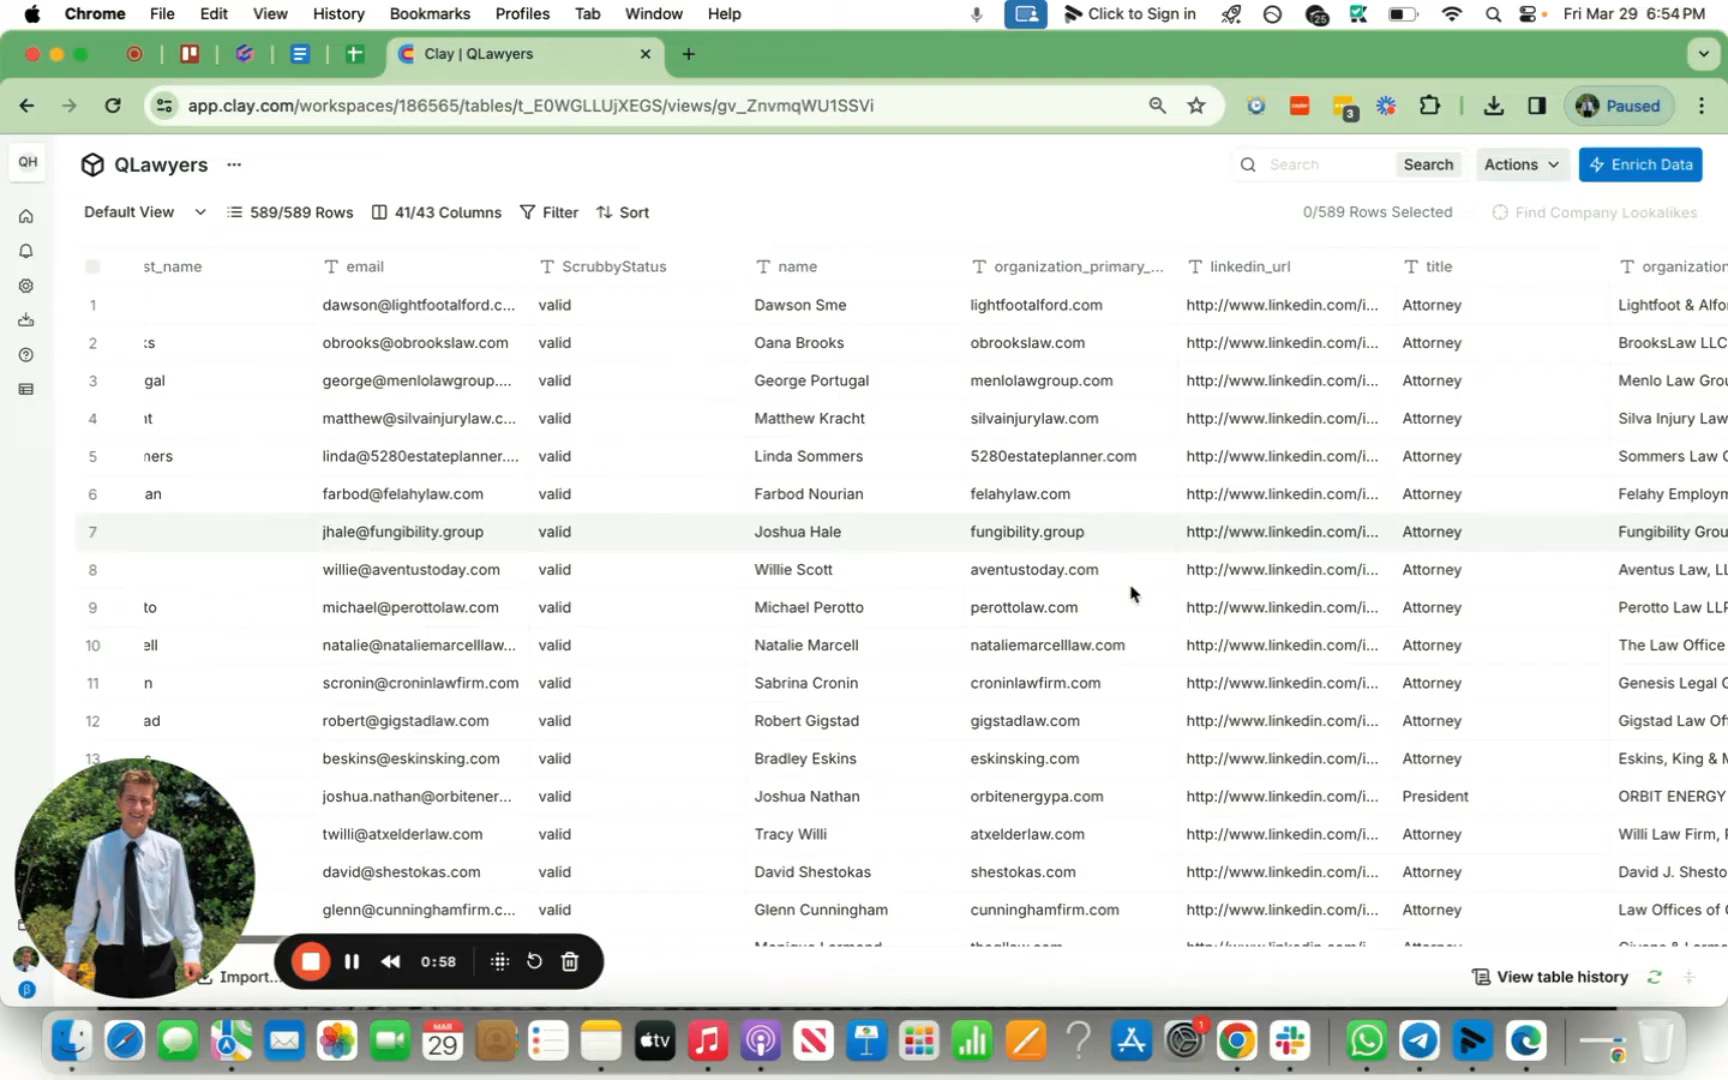 Chrome File Edit View History Bookmarks Profiles Tab Window Help 25 Click to Sign in Fri Mar 29 6:54 PM
Clay | QLawyers
app.clay.com/workspaces/186565/tables/t_E0WGLLUjXEGS/views/gv_ZnvmqWU1SSVi 3 Paused
QH QLawyers ... Search Search Actions Enrich Data
Default View 589/589 Rows 41/43 Columns Filter Sort 0/589 Rows Selected Find Company Lookalikes
st_name email ScrubbyStatus name organization_primary_... linkedin_url title organization
1 dawson@lightfootalford.c... valid Dawson Sme lightfootalford.com http://www.linkedin.com/i... Attorney Lightfoot & Alfo
2 ks obrooks@obrookslaw.com valid Oana Brooks obrookslaw.com http://www.linkedin.com/i... Attorney BrooksLaw LLC
3 gal george@menlolawgroup.... valid George Portugal menlolawgroup.com http://www.linkedin.com/i... Attorney Menlo Law Grou
4 nt matthew@silvainjurylaw.c... valid Matthew Kracht silvainjurylaw.com http://www.linkedin.com/i... Attorney Silva Injury Law
5 ners linda@5280estateplanner.... valid Linda Sommers 5280estateplanner.com http://www.linkedin.com/i... Attorney Sommers Law
6 an farbod@felahylaw.com valid Farbod Nourian felahylaw.com http://www.linkedin.com/i... Attorney Felahy Employm
7 jhale@fungibility.group valid Joshua Hale fungibility.group http://www.linkedin.com/i... Attorney Fungibility Grou
8 willie@aventustoday.com valid Willie Scott aventustoday.com http://www.linkedin.com/i... Attorney Aventus Law, LL
9 to michael@perottolaw.com valid Michael Perotto perottolaw.com http://www.linkedin.com/i... Attorney Perotto Law LLP
10 ell natalie@nataliemarcelllaw... valid Natalie Marcell nataliemarcelllaw.com http://www.linkedin.com/i... Attorney The Law Office
11 n scronin@croninlawfirm.com valid Sabrina Cronin croninlawfirm.com http://www.linkedin.com/i... Attorney Genesis Legal G
12 ad robert@gigstadlaw.com valid Robert Gigstad gigstadlaw.com http://www.linkedin.com/i... Attorney Gigstad Law Of
13 beskins@eskinsking.com valid Bradley Eskins eskinsking.com http://www.linkedin.com/i... Attorney Eskins, King & M
joshua.nathan@orbitener... valid Joshua Nathan orbitenergypa.com http://www.linkedin.com/i... President ORBIT ENERGY
twilli@atxelderlaw.com valid Tracy Willi atxelderlaw.com http://www.linkedin.com/i... Attorney Willi Law Firm, P
david@shestokas.com valid David Shestokas shestokas.com http://www.linkedin.com/i... Attorney David J. Shesto
glenn@cunninghamfirm.c... valid Glenn Cunningham cunninghamfirm.com http://www.linkedin.com/i... Attorney Law Offices of
Import... 0:58 View table history
MAR 29 tv 1